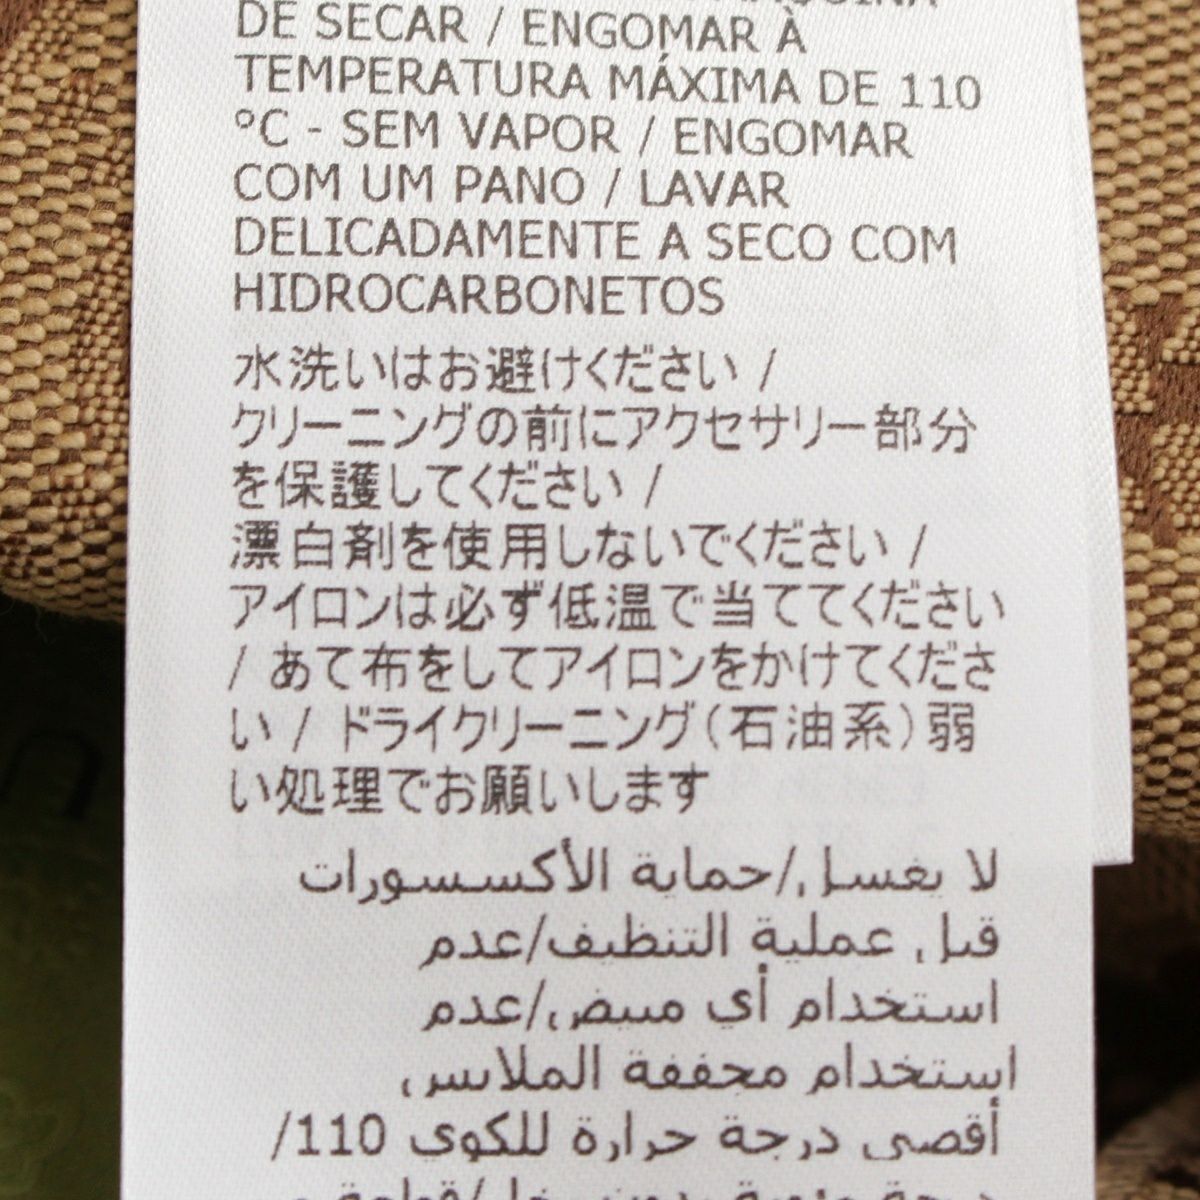 DE SECAR / ENGOMAR À
TEMPERATURA MÁXIMA DE 110
°C - SEM VAPOR / ENGOMAR
COM UM PANO / LAVAR
DELICADAMENTE A SECO COM
HIDROCARBONETOS
水洗いはお避けください /
クリーニングの前にアクセサリー部分
を保護してください /
漂白剤を使用しないでください /
アイロンは必ず低温で当ててください
/ あて布をしてアイロンをかけてくださ
い / ドライクリーニング(石油系)弱
い処理でお願いします
لا يغسل/حماية الأكسسورات
قبل عملية التنظيف/عدم
استخدام أي مبيض/عدم
استخدام مجففة الملابس
أقصى درجة حرارة للكوي 110/